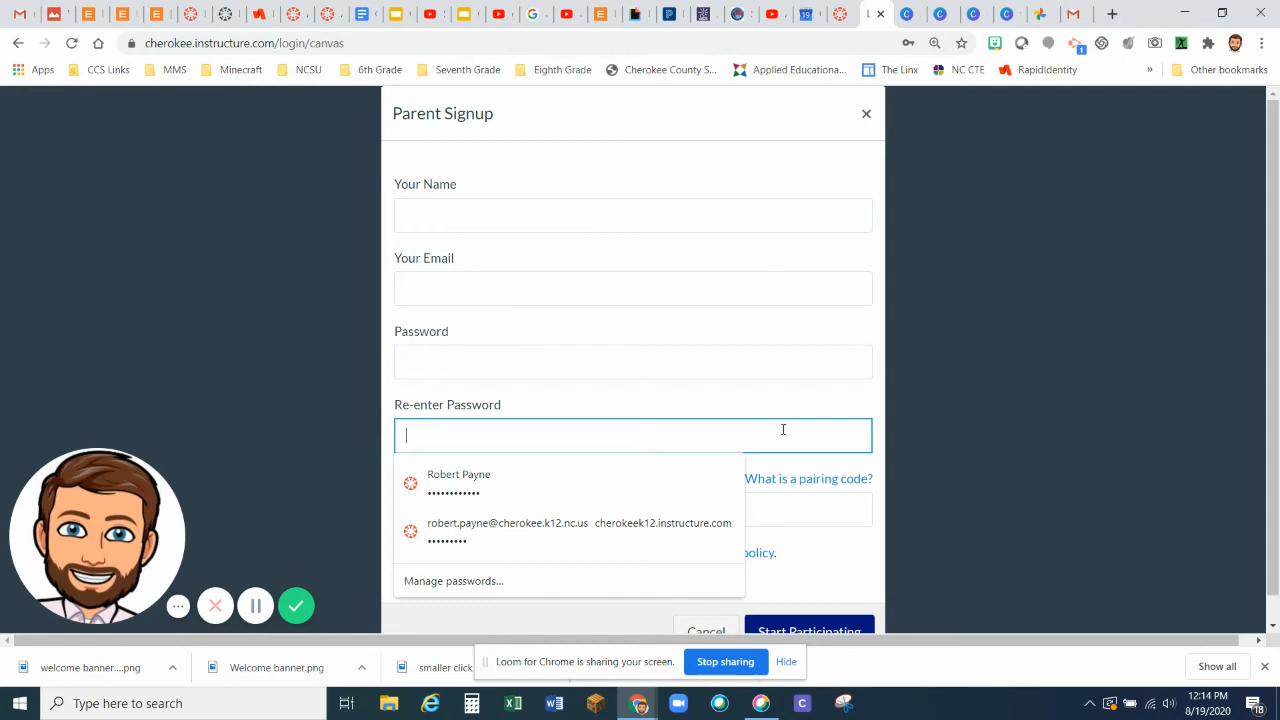 cherokee.instructure.com/login/canvas
Apps
CCS Links
MMS
Minecraft
NCSU
6th Grade
Seventh Grade
Eighth Grade
Cherokee County S...
Applied Educationa...
The Linx
NC CTE
RapidIdentity
»
Other bookmarks
Parent Signup
Your Name
Your Email
Password
Re-enter Password
Robert Payne
••••••••••••
robert.payne@cherokee.k12.nc.us cherokeek12.instructure.com
•••••••••
Manage passwords...
What is a pairing code?
policy.
Cancel
Start Participating
welcome banner....png
Welcome banner.png
smaller click
Loom for Chrome is sharing your screen.
Stop sharing
Hide
Show all
Type here to search
12:14 PM
8/19/2020
18